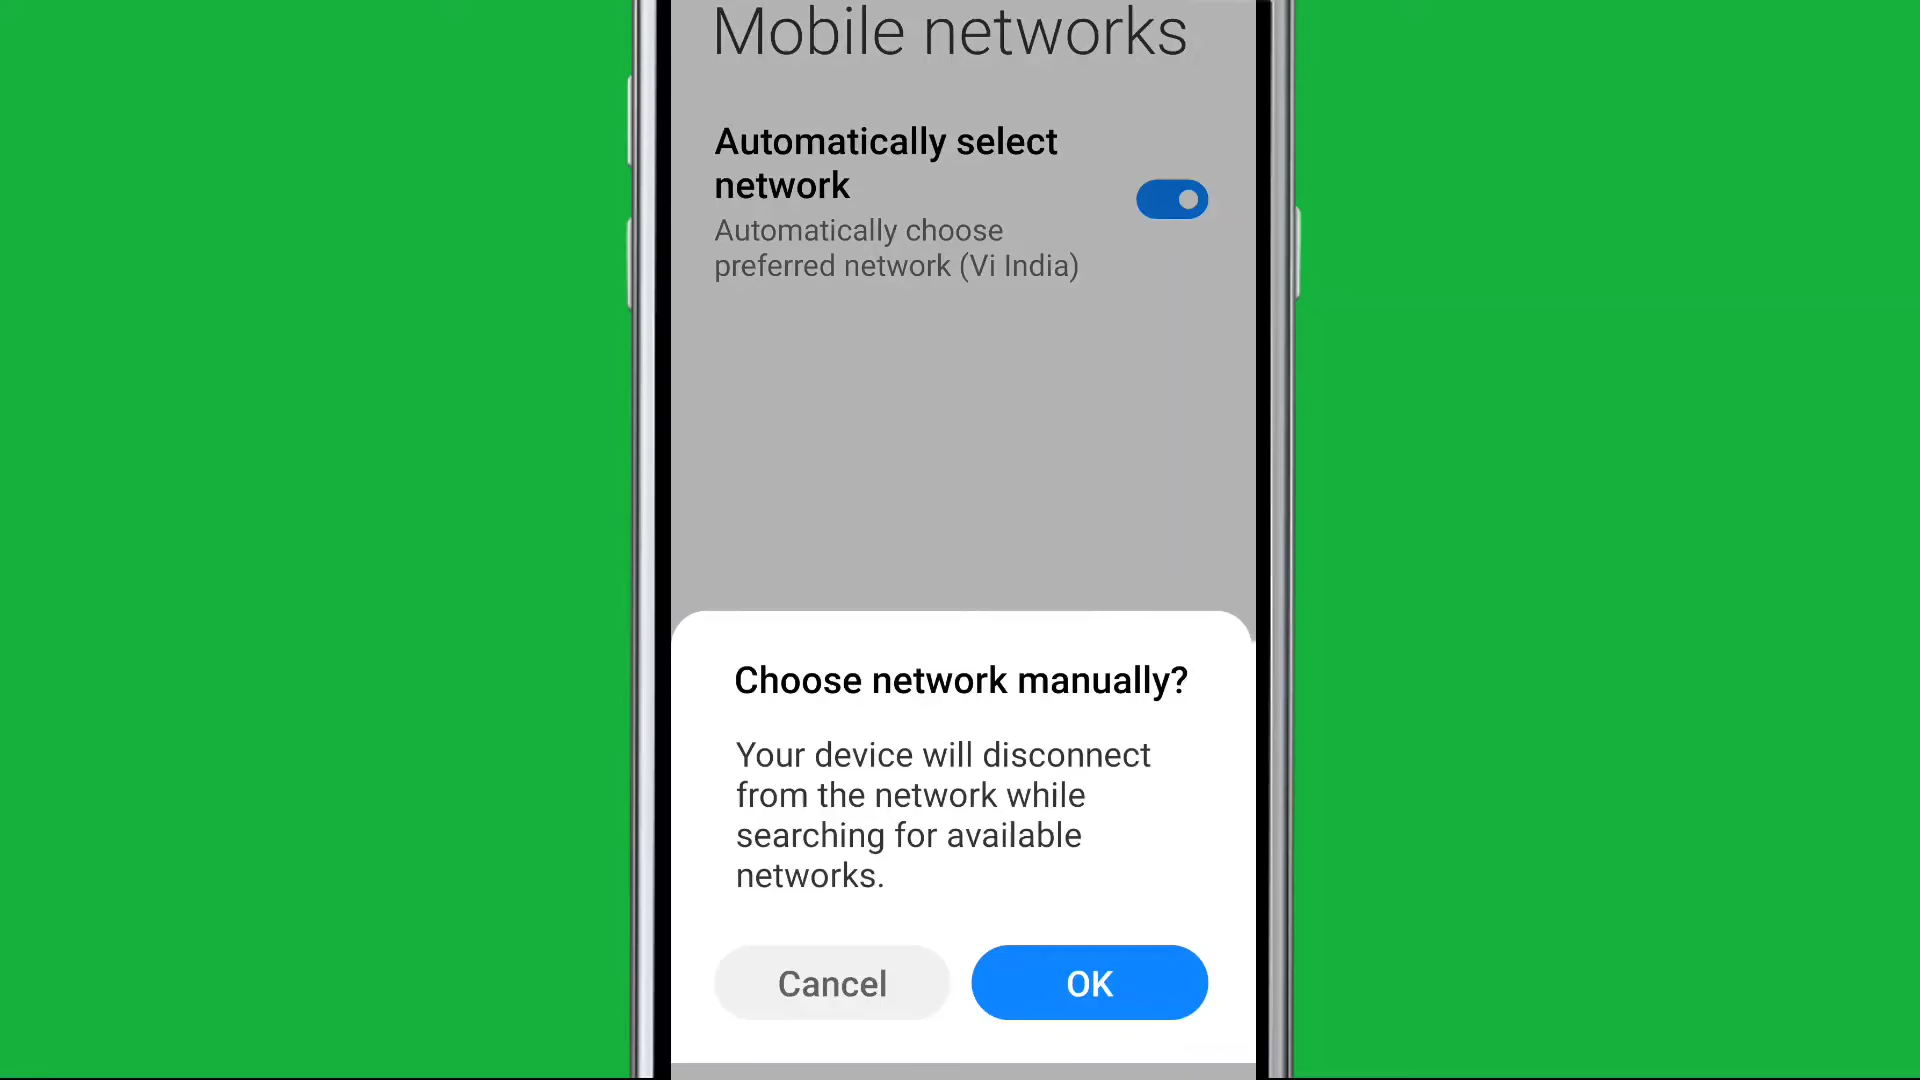 Mobile networks
Automatically select
network
Automatically choose
preferred network (Vi India)
Choose network manually?
Your device will disconnect
from the network while
searching for available
networks.
Cancel
OK